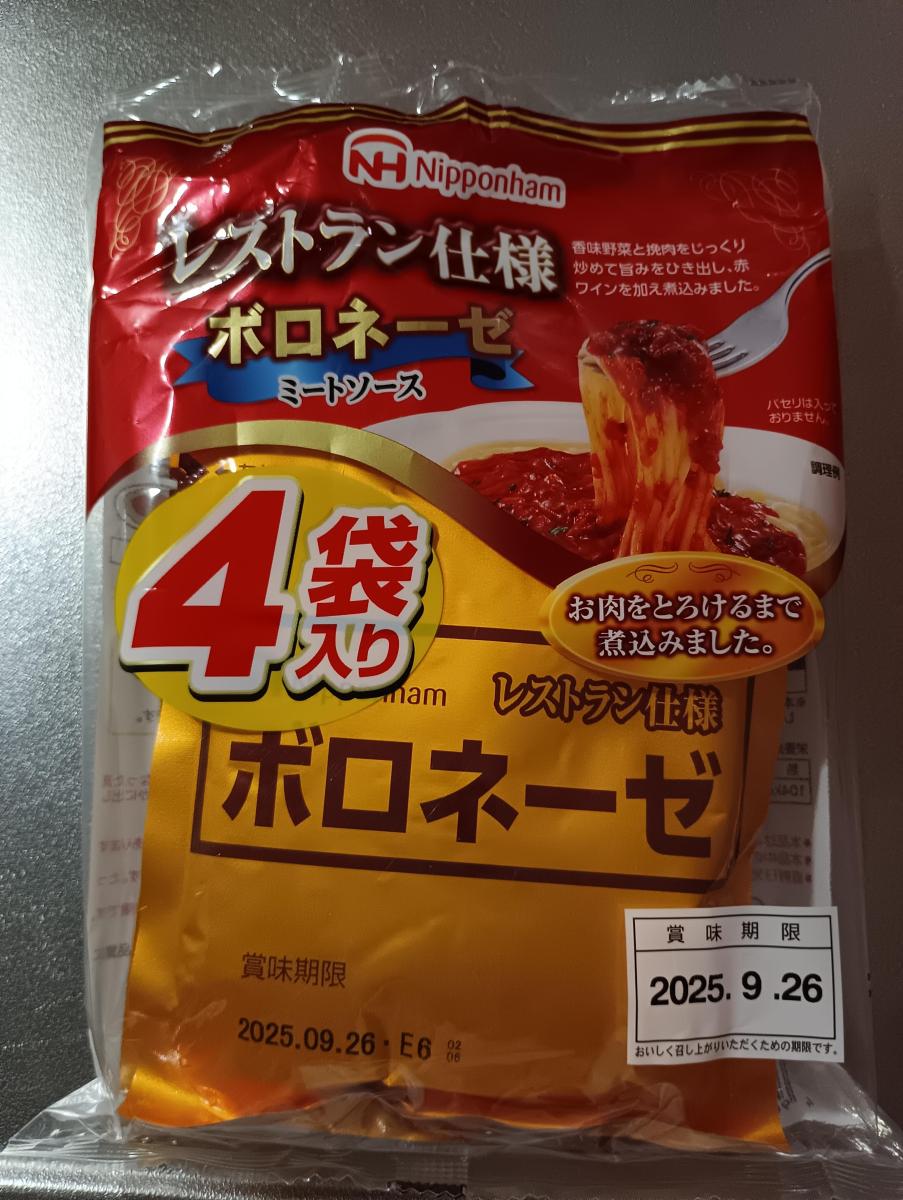 NH Nipponham
レストラン仕様
香味野菜と挽肉をじっくり
炒めて旨みをひき出し、赤
ワインを加え煮込みました。
ボロネーゼ
ミートソース
パセリは入って
おりません。
調理例
4袋入り
お肉をとろけるまで
煮込みました。
ham
レストラン仕様
ボロネーゼ
賞味期限
2025.09.26・E6
02
06
賞味期限
2025.9.26
おいしく召し上がりいただくための期限です。